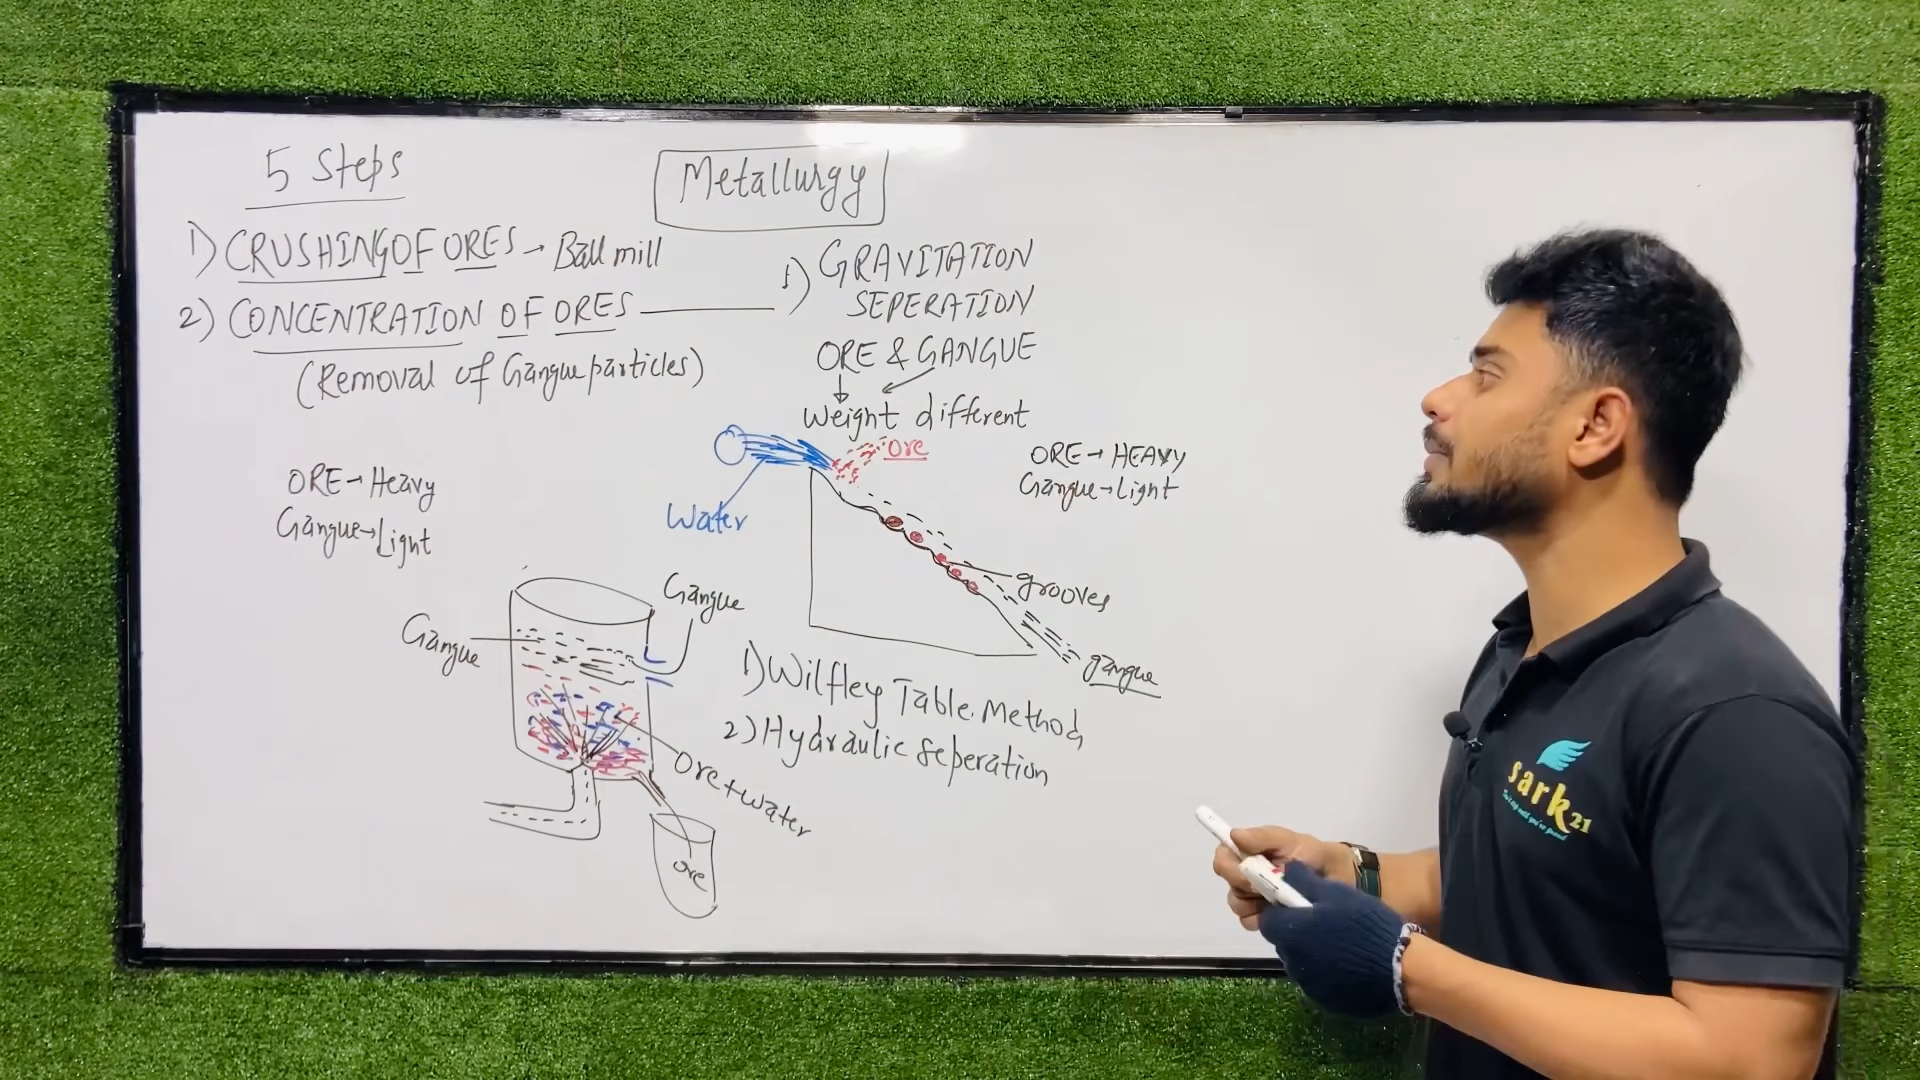 5 Steps
Metallurgy
1) CRUSHING OF ORES → Ball mill
2) CONCENTRATION OF ORES
(Removal of Gangue particles)
1) GRAVITATION
SEPERATION
ORE & GANGUE
Weight different
Ore
Water
ORE → HEAVY
Gangue → Light
grooves
gangue
ORE → Heavy
Gangue → Light
Gangue
Gangue
Ore + water
ore
1) Wilfley Table Method
2) Hydraulic Seperation
sark
21